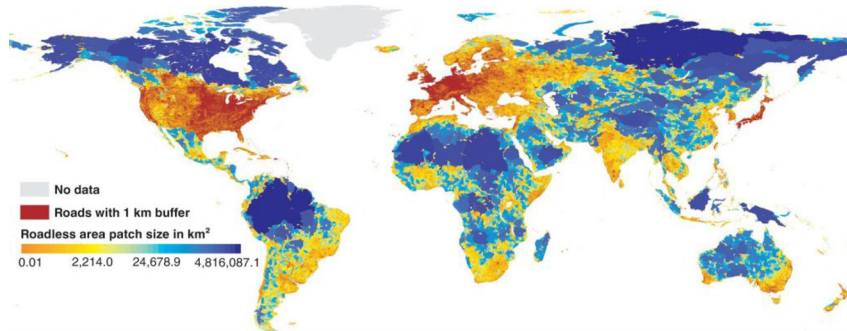 No data
Roads with 1 km buffer
Roadless area patch size in km²
0.01 2,214.0 24,678.9 4,816,087.1